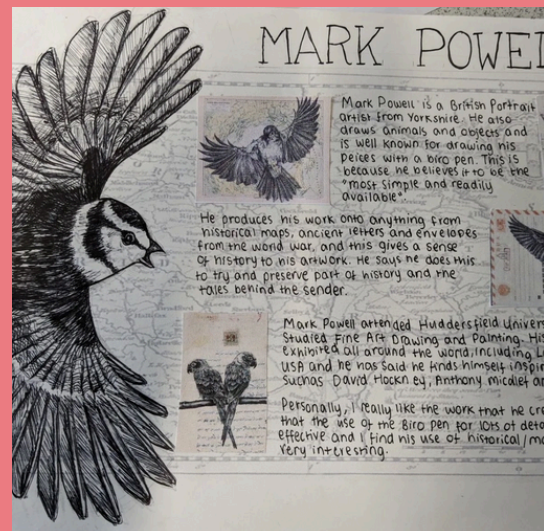 MARK POWEL
Mark Powell is a British Portrait
artist from Yorkshire. He also
draws animals and objects and
is well known for drawing his
peices with a biro pen. This is
because he believes it to be the
"most simple and readily
available".
He produces his work onto anything from
historical maps, ancient letters and envelopes
from the world war, and this gives a sense
of history to his artwork. He says he does this
to try and preserve part of history and the
tales behind the sender.
Mark Powell attended Huddersfield Univers
Studied Fine Art Drawing and Painting. His
exhibited all around the world, including L
USA and he has said he finds himself inspir
suchas David Hockney, Anthony micallef an
Personally, I really like the work that he cre
that the use of the Biro pen for lots of deta
effective and I find his use of historical/ma
very interesting.